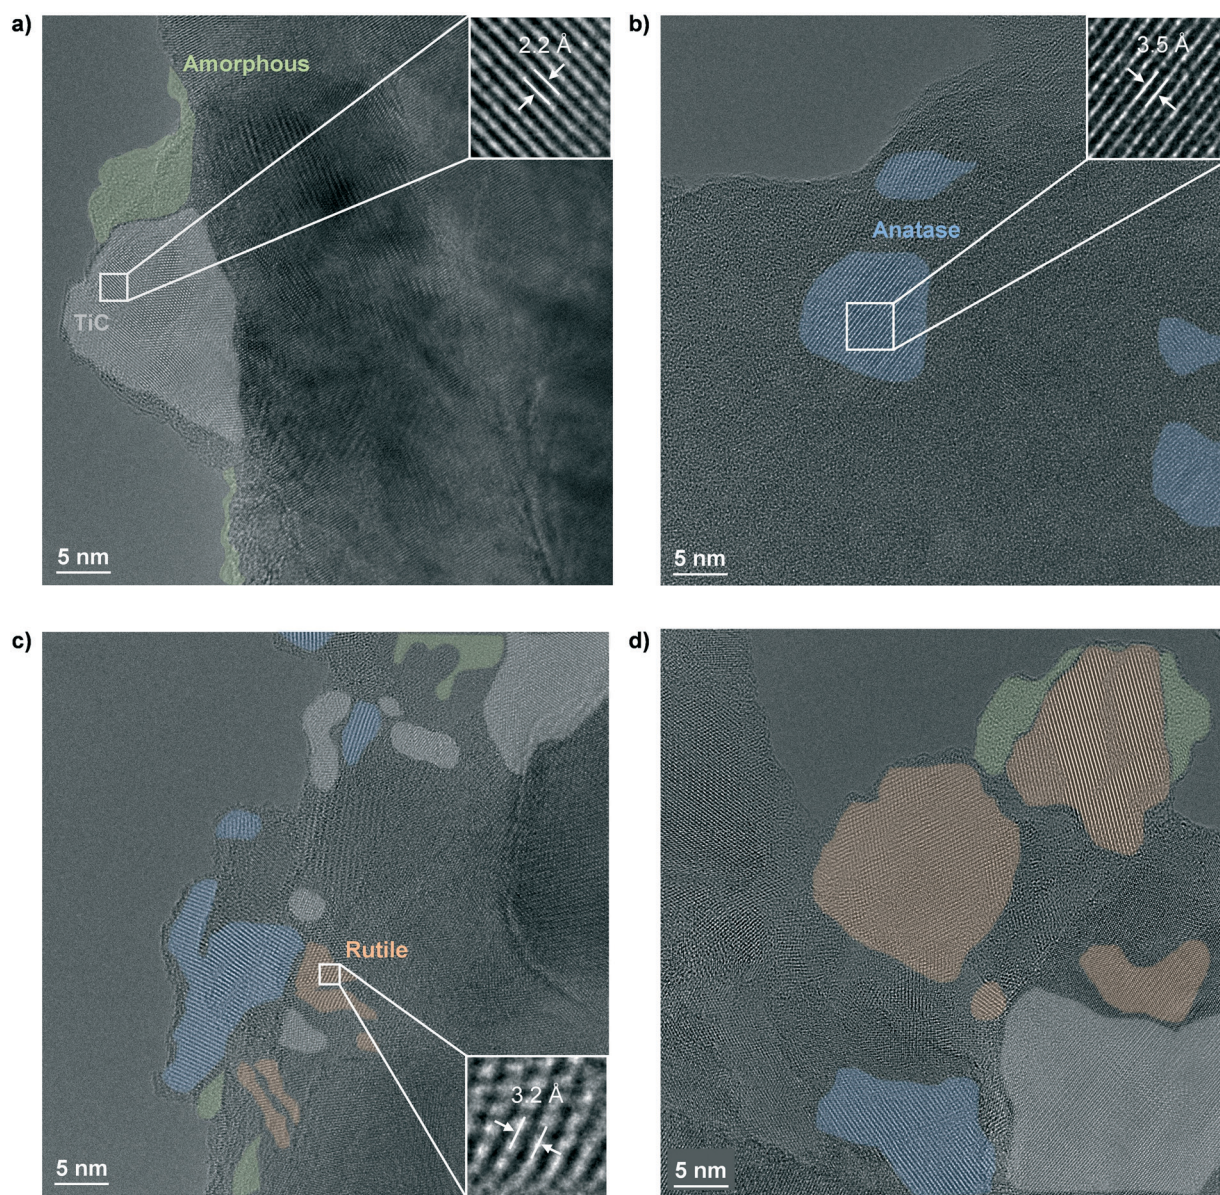 a)
Amorphous
2.2 Å
TiC
5 nm
b)
3.5 Å
Anatase
5 nm
c)
Rutile
3.2 Å
5 nm
d)
5 nm